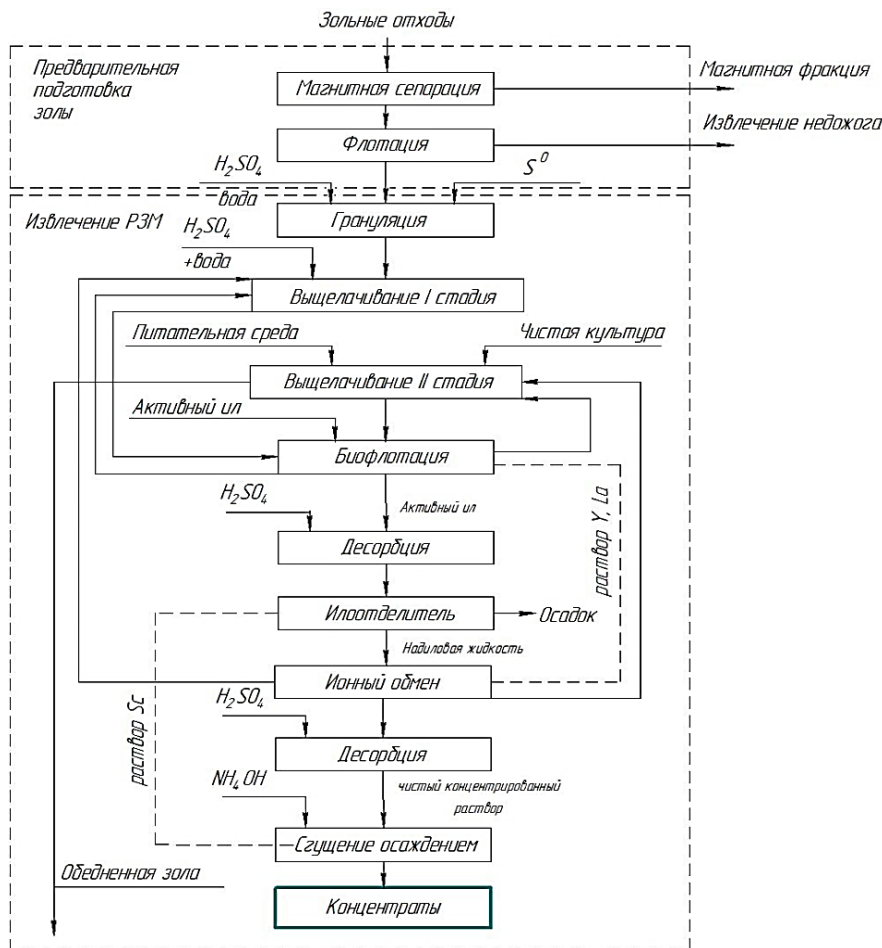 Зольные отходы
Предварительная
подготовка
золы
Магнитная сепарация
Магнитная фракция
Флотация
Извлечение недожога
H₂SO₄
S⁰
вода
Извлечение РЗМ
Грануляция
H₂SO₄
+вода
Выщелачивание I стадия
Питательная среда
Чистая культура
Выщелачивание II стадия
Активный ил
Биофлотация
H₂SO₄
Активный ил
раствор Y, La
Десорбция
Илоотделитель
Осадок
Надиловая жидкость
Ионный обмен
раствор Sc
H₂SO₄
Десорбция
NH₄OH
чистый концентрированный
раствор
Сгущение осаждением
Обедненная зола
Концентраты